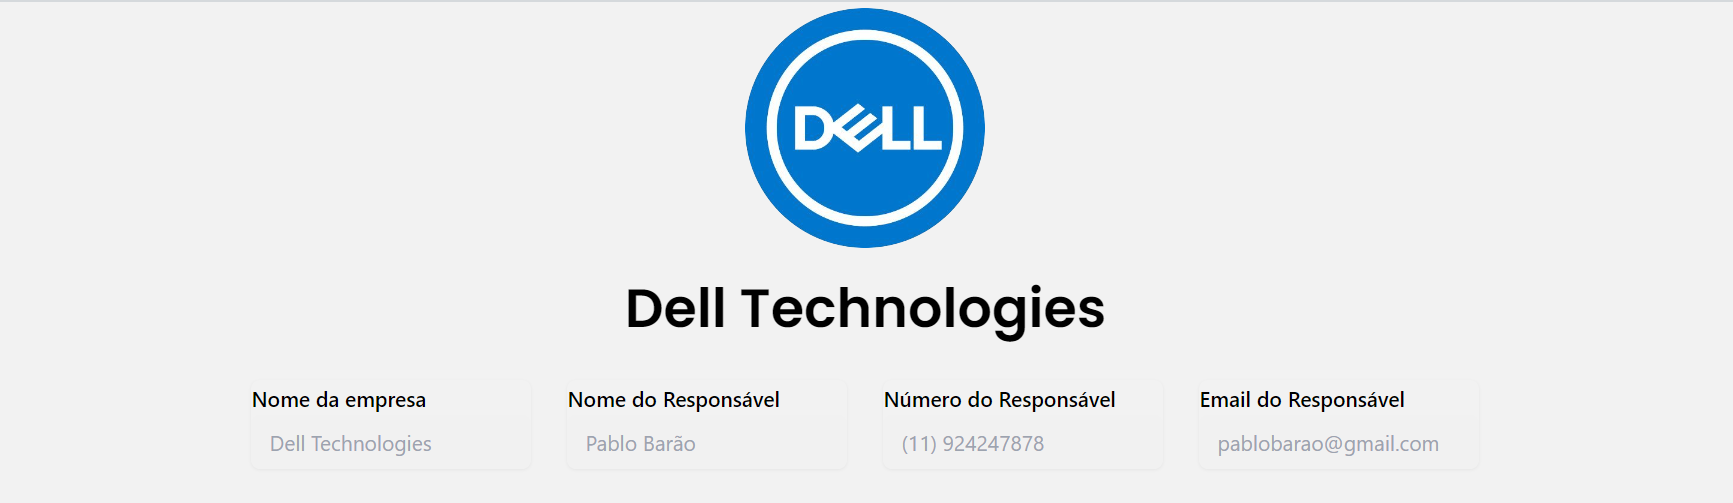 DELL
Dell Technologies
Nome da empresa
Dell Technologies
Nome do Responsável
Pablo Barão
Número do Responsável
(11) 924247878
Email do Responsável
pablobarao@gmail.com